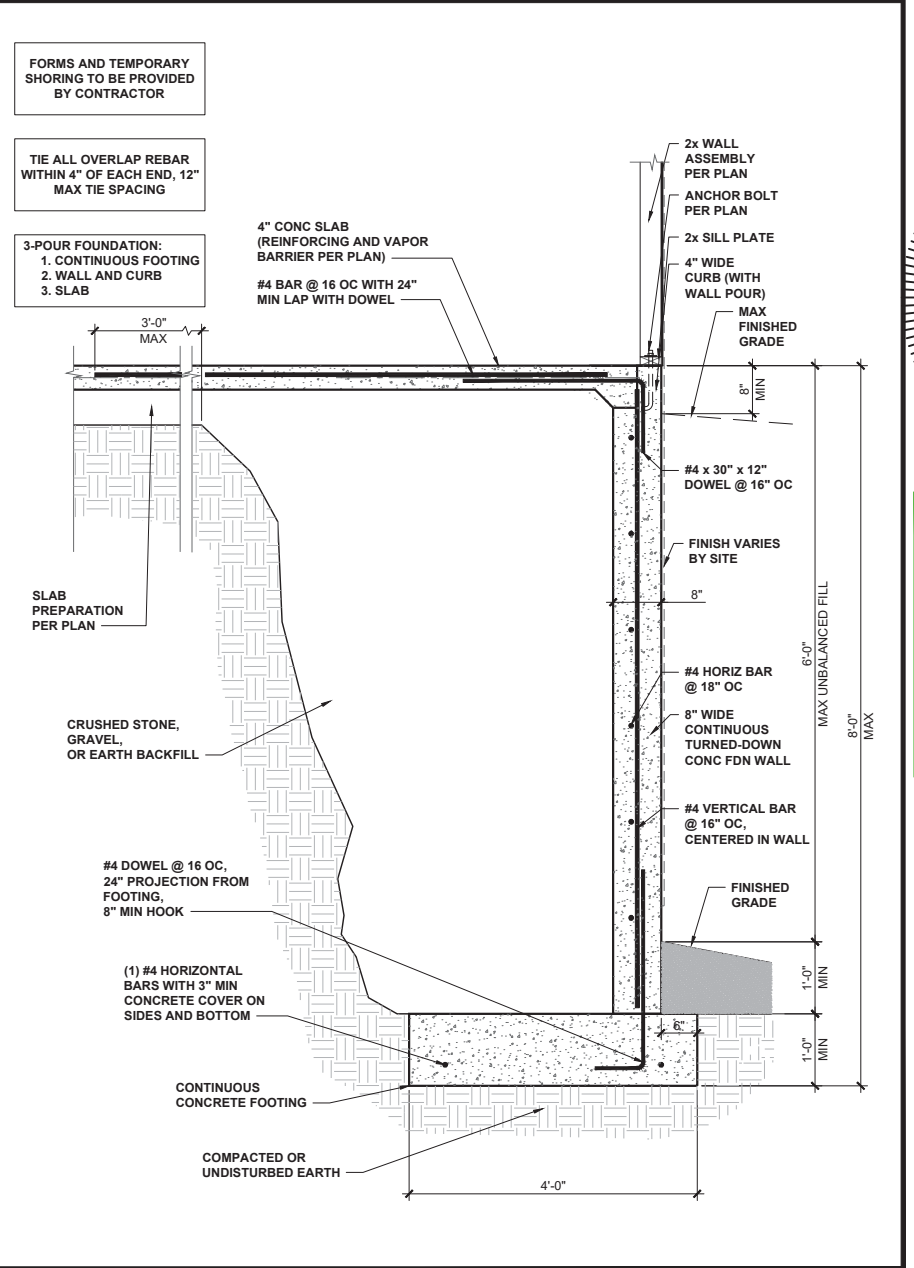 FORMS AND TEMPORARY
SHORING TO BE PROVIDED
BY CONTRACTOR
TIE ALL OVERLAP REBAR
WITHIN 4" OF EACH END, 12"
MAX TIE SPACING
3-POUR FOUNDATION:
1. CONTINUOUS FOOTING
2. WALL AND CURB
3. SLAB
3'-0"
MAX
4" CONC SLAB
(REINFORCING AND VAPOR
BARRIER PER PLAN)
#4 BAR @ 16 OC WITH 24"
MIN LAP WITH DOWEL
2x WALL
ASSEMBLY
PER PLAN
ANCHOR BOLT
PER PLAN
2x SILL PLATE
4" WIDE
CURB (WITH
WALL POUR)
MAX
FINISHED
GRADE
8"
MIN
#4 x 30" x 12"
DOWEL @ 16" OC
FINISH VARIES
BY SITE
8"
SLAB
PREPARATION
PER PLAN
6'-0"
MAX UNBALANCED FILL
8'-0"
MAX
#4 HORIZ BAR
@ 18" OC
8" WIDE
CONTINUOUS
TURNED-DOWN
CONC FDN WALL
CRUSHED STONE,
GRAVEL,
OR EARTH BACKFILL
#4 VERTICAL BAR
@ 16" OC,
CENTERED IN WALL
#4 DOWEL @ 16 OC,
24" PROJECTION FROM
FOOTING,
8" MIN HOOK
FINISHED
GRADE
1'-0"
MIN
(1) #4 HORIZONTAL
BARS WITH 3" MIN
CONCRETE COVER ON
SIDES AND BOTTOM
6"
1'-0"
MIN
CONTINUOUS
CONCRETE FOOTING
COMPACTED OR
UNDISTURBED EARTH
4'-0"